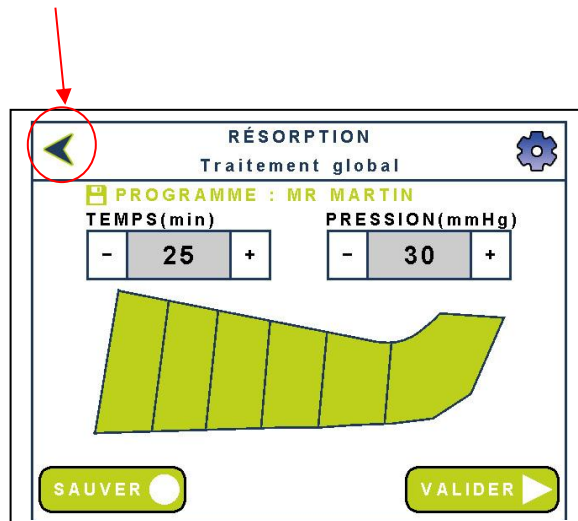 RÉSORPTION
Traitement global
PROGRAMME : MR MARTIN
TEMPS(min) PRESSION(mmHg)
- 25 + - 30 +
SAUVER VALIDER